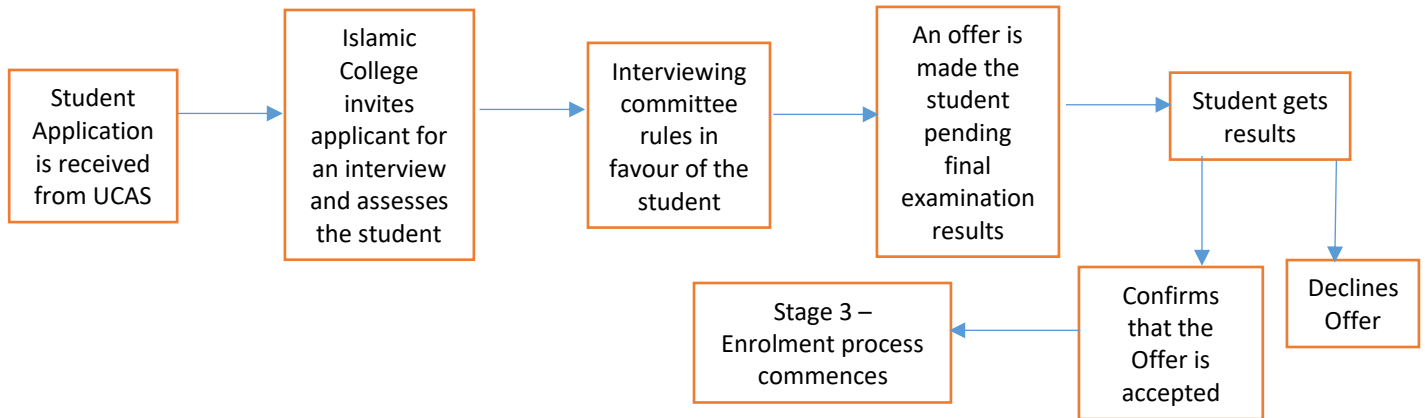 Student
Application
is received
from UCAS
Islamic
College
invites
applicant for
an interview
and assesses
the student
Interviewing
committee
rules in
favour of the
student
An offer is
made the
student
pending
final
examination
results
Student gets
results
Confirms
that the
Offer is
accepted
Declines
Offer
Stage 3 –
Enrolment process
commences